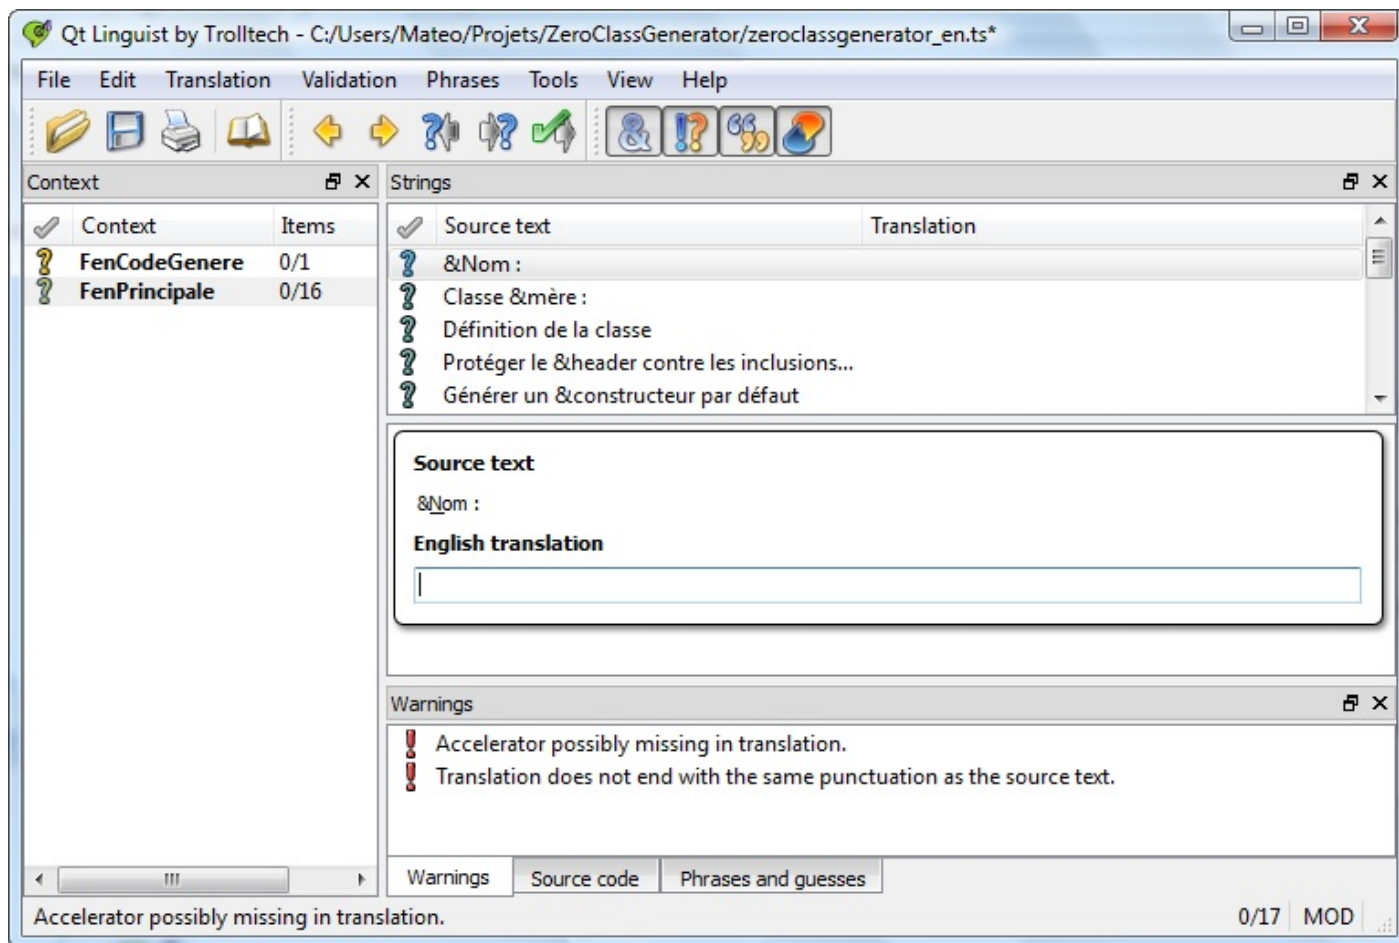 Qt Linguist by Trolltech - C:/Users/Mateo/Projets/ZeroClassGenerator/zeroclassgenerator_en.ts*
File Edit Translation Validation Phrases Tools View Help
Context
Context Items
FenCodeGenere 0/1
FenPrincipale 0/16
Strings
Source text Translation
&Nom :
Classe &mère :
Définition de la classe
Protéger le &header contre les inclusions...
Générer un &constructeur par défaut
Source text
&Nom :
English translation
Warnings
Accelerator possibly missing in translation.
Translation does not end with the same punctuation as the source text.
Warnings Source code Phrases and guesses
Accelerator possibly missing in translation. 0/17 MOD